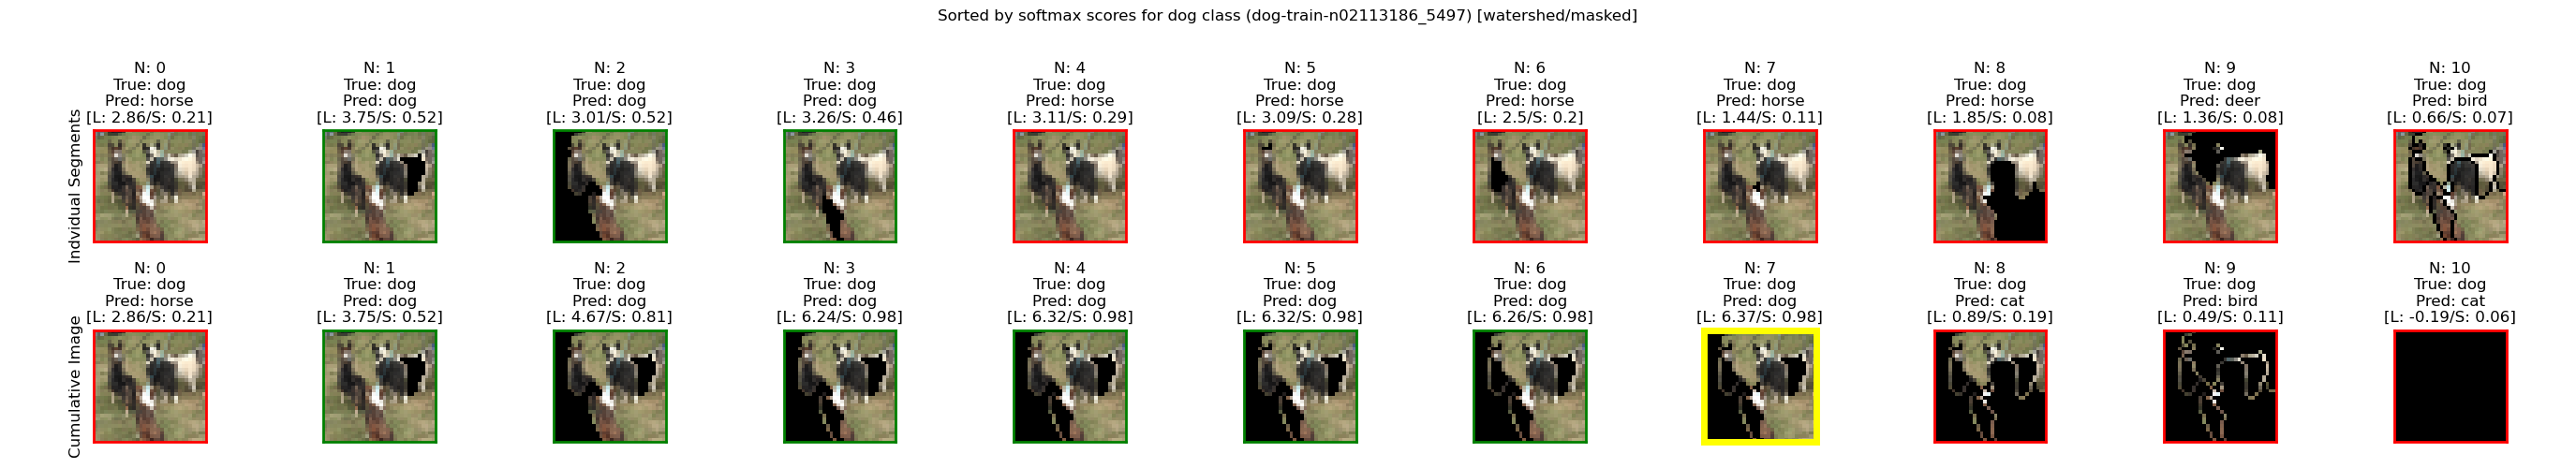 Sorted by softmax scores for dog class (dog-train-n02113186_5497) [watershed/masked]
Indvidual Segments
N: 0
True: dog
Pred: horse
[L: 2.86/S: 0.21]
N: 1
True: dog
Pred: dog
[L: 3.75/S: 0.52]
N: 2
True: dog
Pred: dog
[L: 3.01/S: 0.52]
N: 3
True: dog
Pred: dog
[L: 3.26/S: 0.46]
N: 4
True: dog
Pred: horse
[L: 3.11/S: 0.29]
N: 5
True: dog
Pred: horse
[L: 3.09/S: 0.28]
N: 6
True: dog
Pred: horse
[L: 2.5/S: 0.2]
N: 7
True: dog
Pred: horse
[L: 1.44/S: 0.11]
N: 8
True: dog
Pred: horse
[L: 1.85/S: 0.08]
N: 9
True: dog
Pred: deer
[L: 1.36/S: 0.08]
N: 10
True: dog
Pred: bird
[L: 0.66/S: 0.07]
Cumulative Image
N: 0
True: dog
Pred: horse
[L: 2.86/S: 0.21]
N: 1
True: dog
Pred: dog
[L: 3.75/S: 0.52]
N: 2
True: dog
Pred: dog
[L: 4.67/S: 0.81]
N: 3
True: dog
Pred: dog
[L: 6.24/S: 0.98]
N: 4
True: dog
Pred: dog
[L: 6.32/S: 0.98]
N: 5
True: dog
Pred: dog
[L: 6.32/S: 0.98]
N: 6
True: dog
Pred: dog
[L: 6.26/S: 0.98]
N: 7
True: dog
Pred: dog
[L: 6.37/S: 0.98]
N: 8
True: dog
Pred: cat
[L: 0.89/S: 0.19]
N: 9
True: dog
Pred: bird
[L: 0.49/S: 0.11]
N: 10
True: dog
Pred: cat
[L: -0.19/S: 0.06]